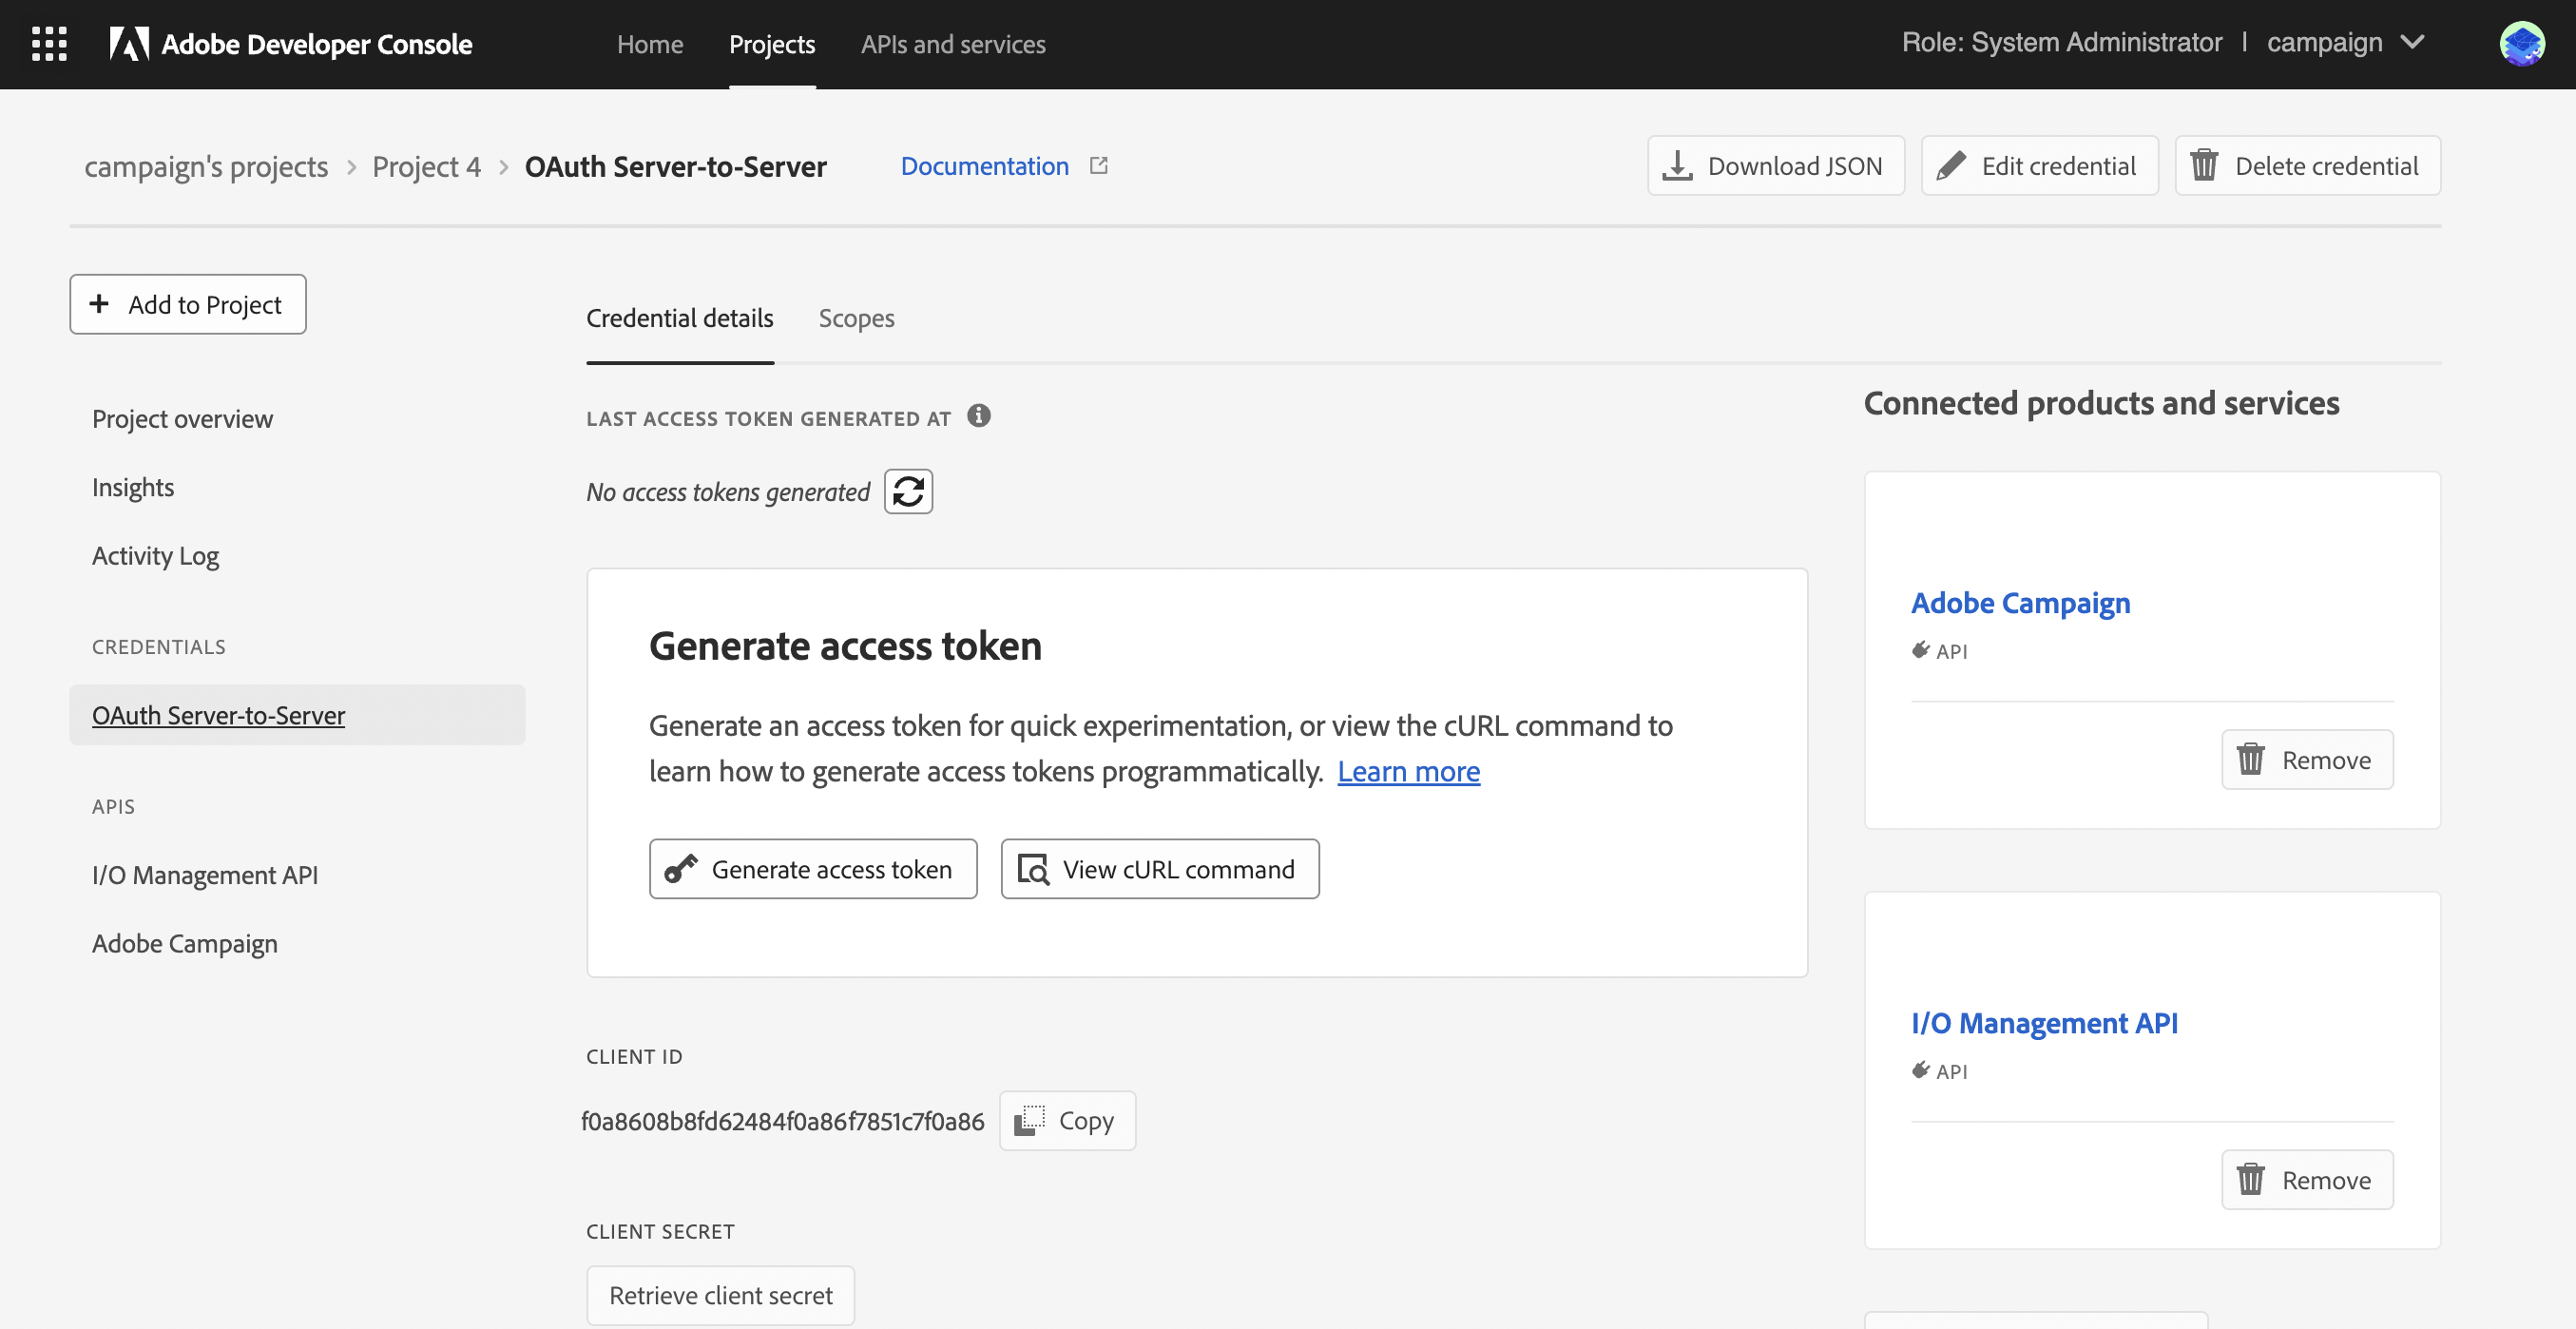 Adobe Developer Console
Home
Projects
APIs and services
Role: System Administrator | campaign
campaign's projects > Project 4 > OAuth Server-to-Server
Documentation
Download JSON
Edit credential
Delete credential
+ Add to Project
Project overview
Insights
Activity Log
CREDENTIALS
OAuth Server-to-Server
APIS
I/O Management API
Adobe Campaign
Credential details
Scopes
LAST ACCESS TOKEN GENERATED AT
No access tokens generated
Generate access token
Generate an access token for quick experimentation, or view the cURL command to
learn how to generate access tokens programmatically. Learn more
Generate access token
View cURL command
CLIENT ID
f0a8608b8fd62484f0a86f7851c7f0a86
Copy
CLIENT SECRET
Retrieve client secret
Connected products and services
Adobe Campaign
API
Remove
I/O Management API
API
Remove